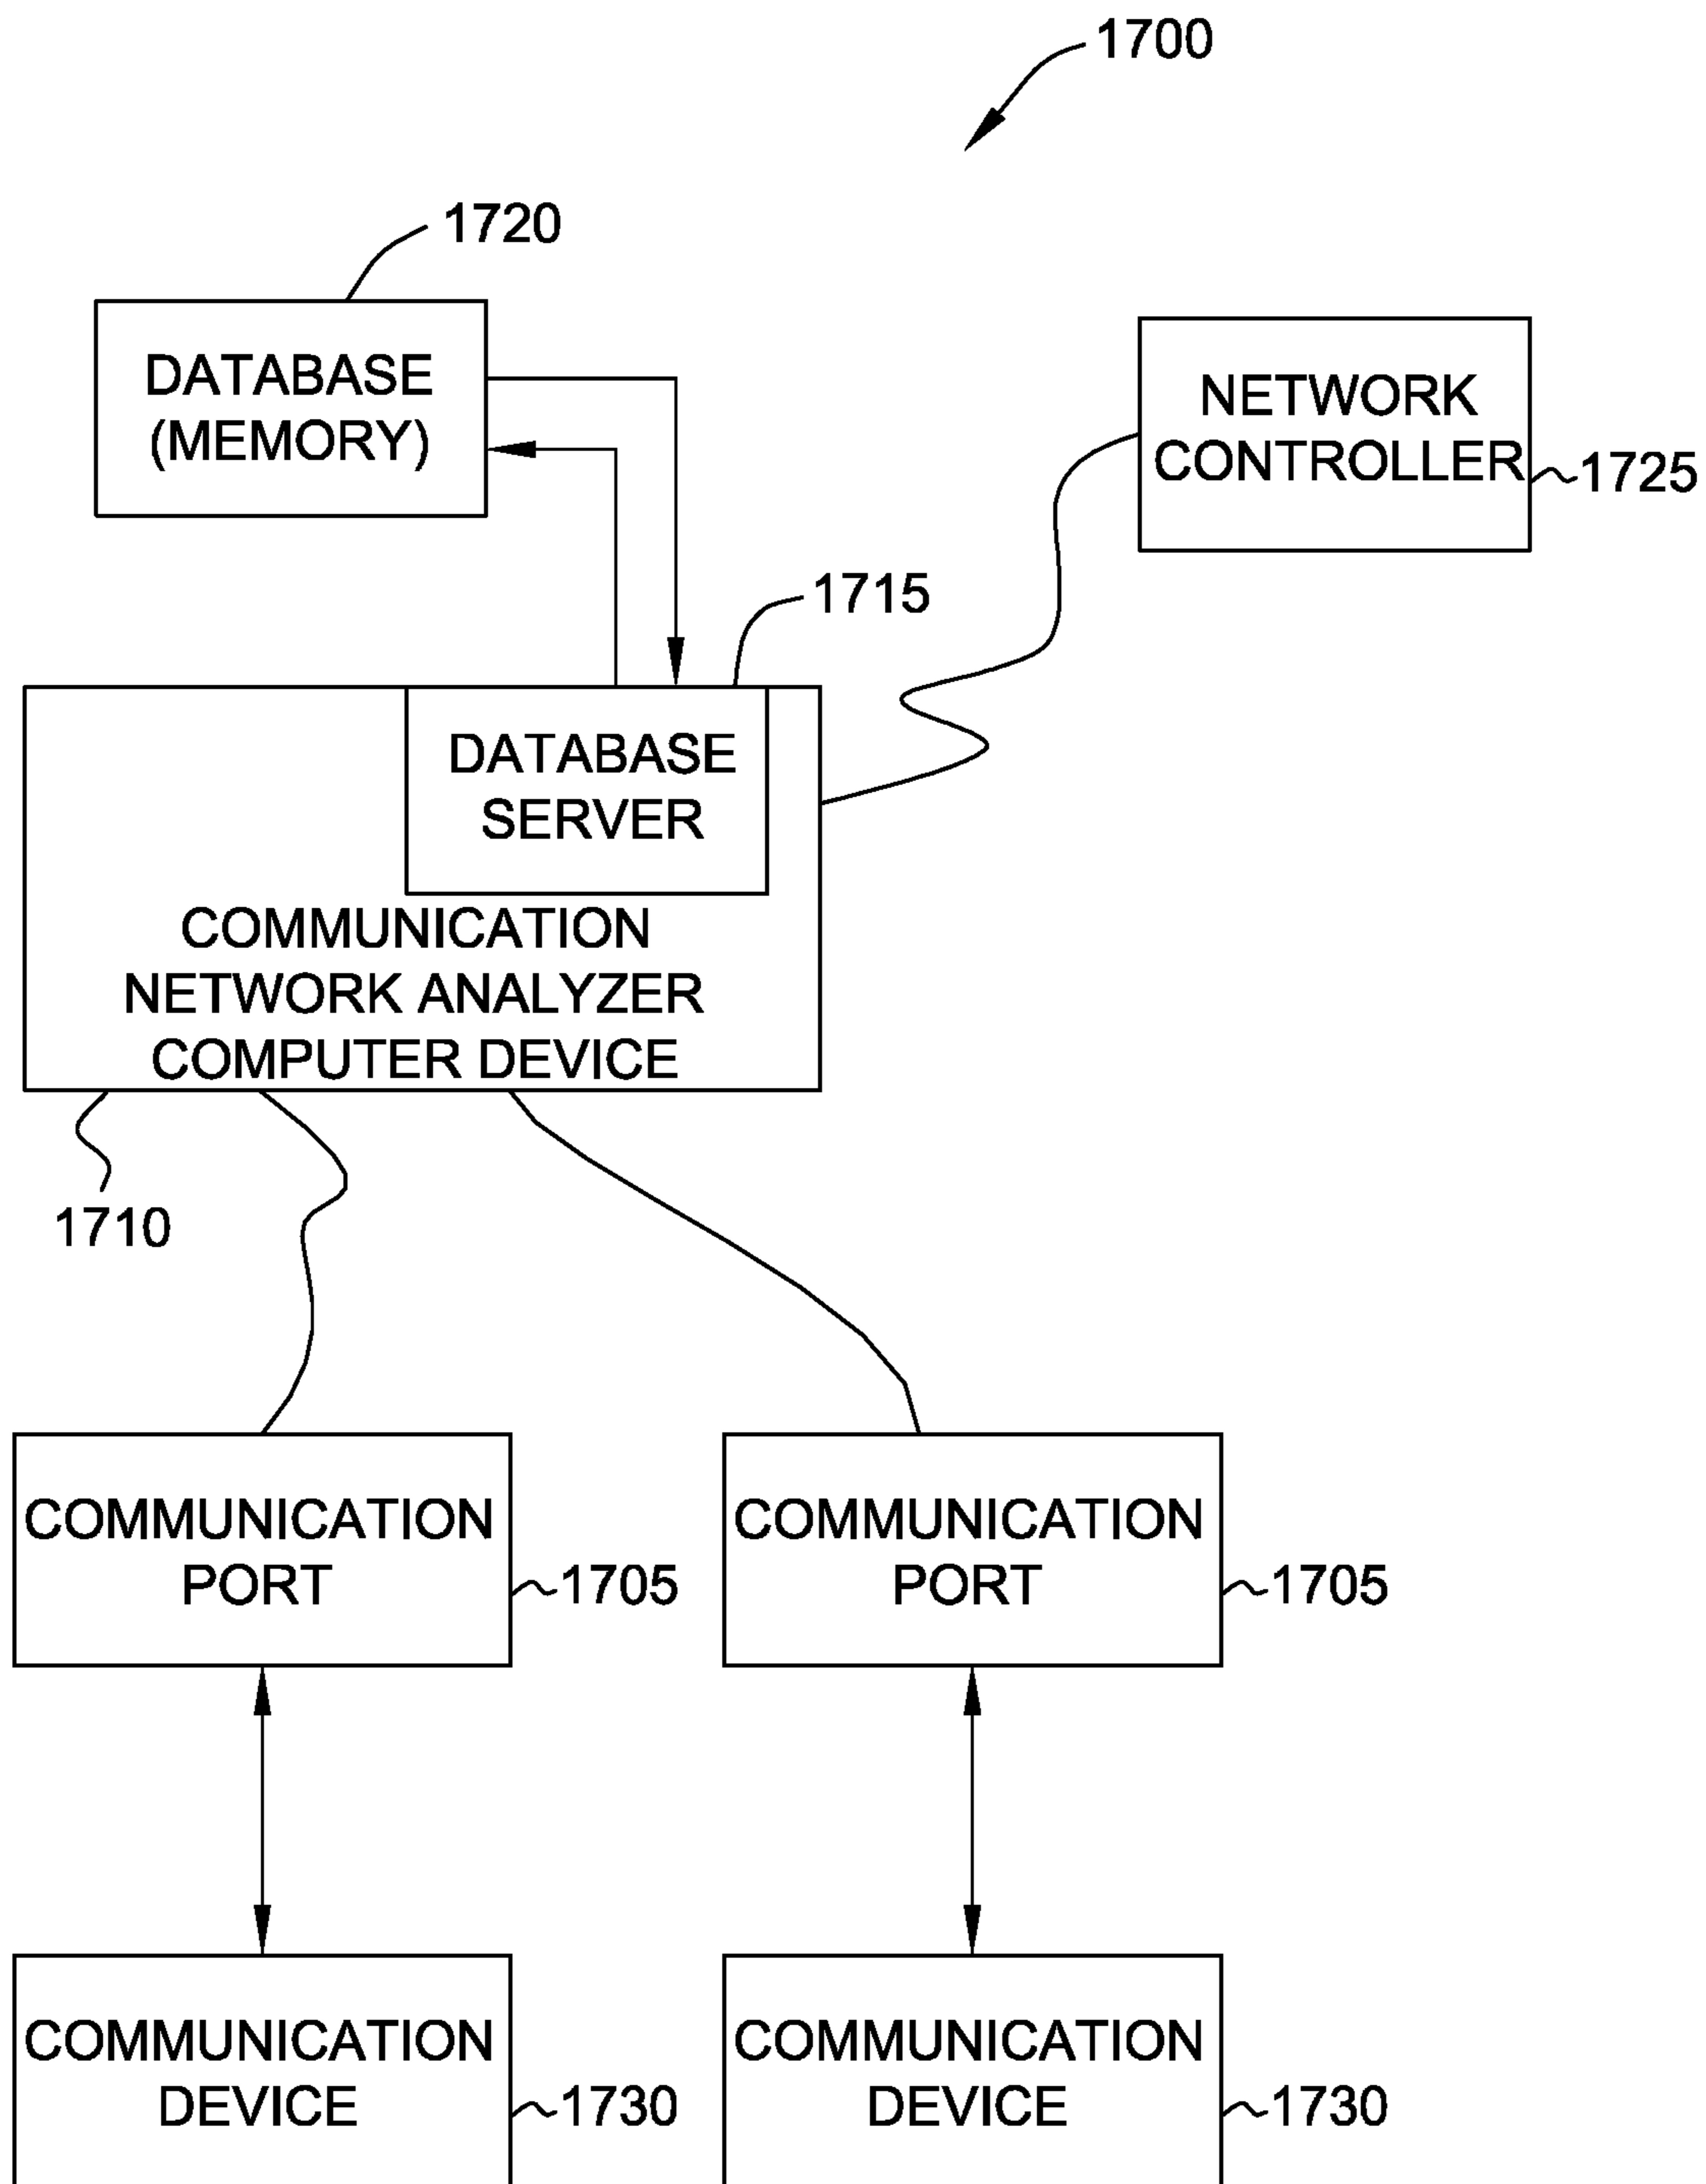 1700
1720
DATABASE
(MEMORY)
NETWORK
CONTROLLER
1725
1715
DATABASE
SERVER
COMMUNICATION
NETWORK ANALYZER
COMPUTER DEVICE
1710
COMMUNICATION
PORT
1705
COMMUNICATION
PORT
1705
COMMUNICATION
DEVICE
1730
COMMUNICATION
DEVICE
1730